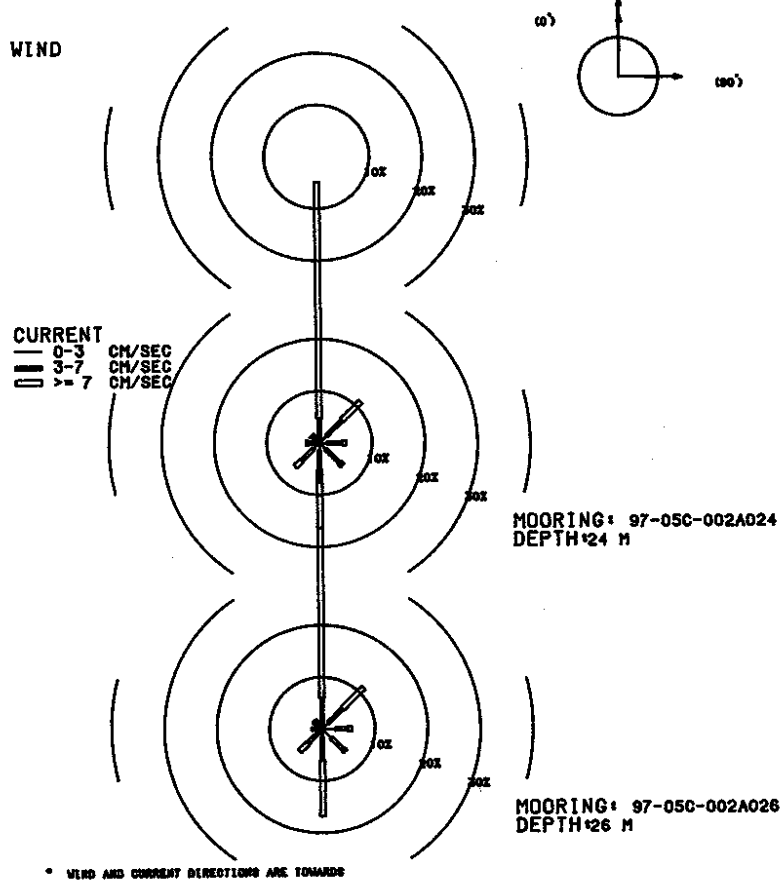 (0°)
WIND
(90°)
10%
20%
30%
CURRENT
0-3 CM/SEC
3-7 CM/SEC
>= 7 CM/SEC
10%
20%
30%
MOORING: 97-05C-002A024
DEPTH:24 M
10%
20%
30%
MOORING: 97-05C-002A026
DEPTH:26 M
* WIND AND CURRENT DIRECTIONS ARE TOWARDS